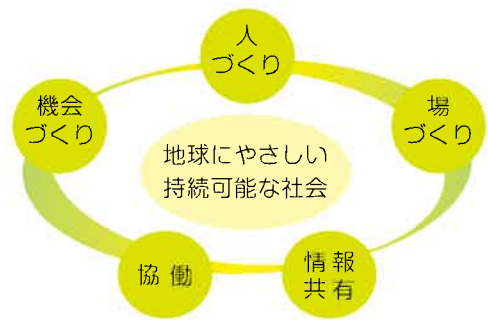 人
づくり
機会
づくり
場
づくり
地球にやさしい
持続可能な社会
協働
情報
共有